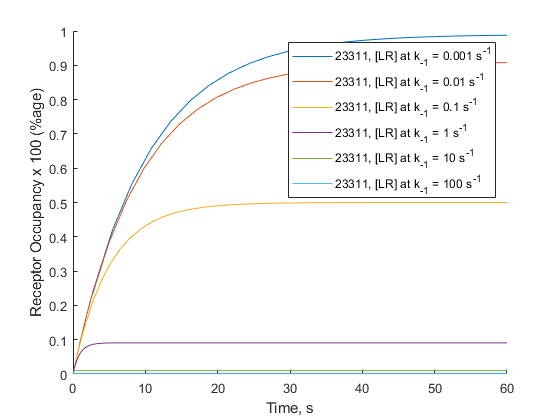 1
0.9
0.8
0.7
0.6
0.5
0.4
0.3
0.2
0.1
0
Receptor Occupancy x 100 (%age)
23311, [LR] at k-1 = 0.001 s-1
23311, [LR] at k-1 = 0.01 s-1
23311, [LR] at k-1 = 0.1 s-1
23311, [LR] at k-1 = 1 s-1
23311, [LR] at k-1 = 10 s-1
23311, [LR] at k-1 = 100 s-1
0 10 20 30 40 50 60
Time, s